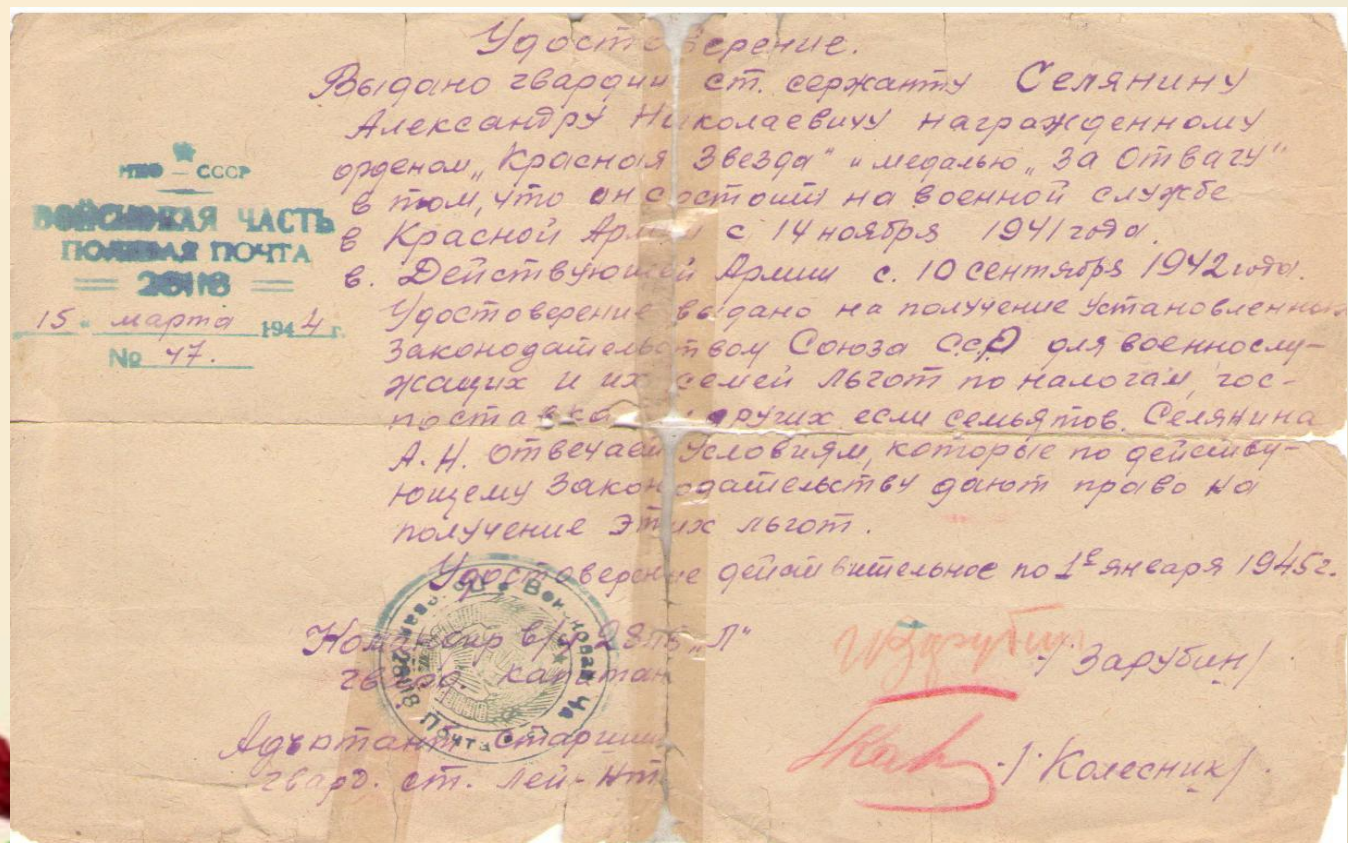 Удостоверение.
Выдано гвардии ст. сержанту Селянину
Александру Николаевичу награжденному
орденом „Красная Звезда" и медалью „За Отвагу"
в том, что он состоит на военной службе
в Красной Армии с 14 ноября 1941 года.
в. Действующей Армии с. 10 сентября 1942 года.
Удостоверение выдано на получение установленных
Законодательством Союза С.С.Р для военнослу-
жащих и их семей льгот по налогам, гос-
поставкам и других если семья тов. Селянина
А. Н. отвечает условиям, которые по действу-
ющему Законодательству дают право на
получение этих льгот.
Удостоверение действительное по 1е января 1945 г.
НКО — СССР
ВОЙСКОВАЯ ЧАСТЬ
ПОЛЕВАЯ ПОЧТА
== ==
15 " марта 1944 г.
№ 47.
Командир в/ч „Л"
гвард. капитан
/ Зарубин /
Адъютант старший
гвард. ст. лей-нт
/ Колесник /.
Почта